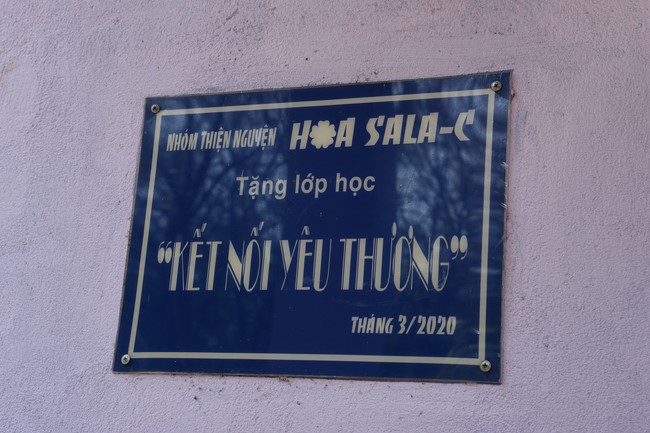 NHÓM THIỆN NGUYỆN HOA SALA-C
Tặng lớp học
"KẾT NỐI YÊU THƯƠNG"
THÁNG 3/2020